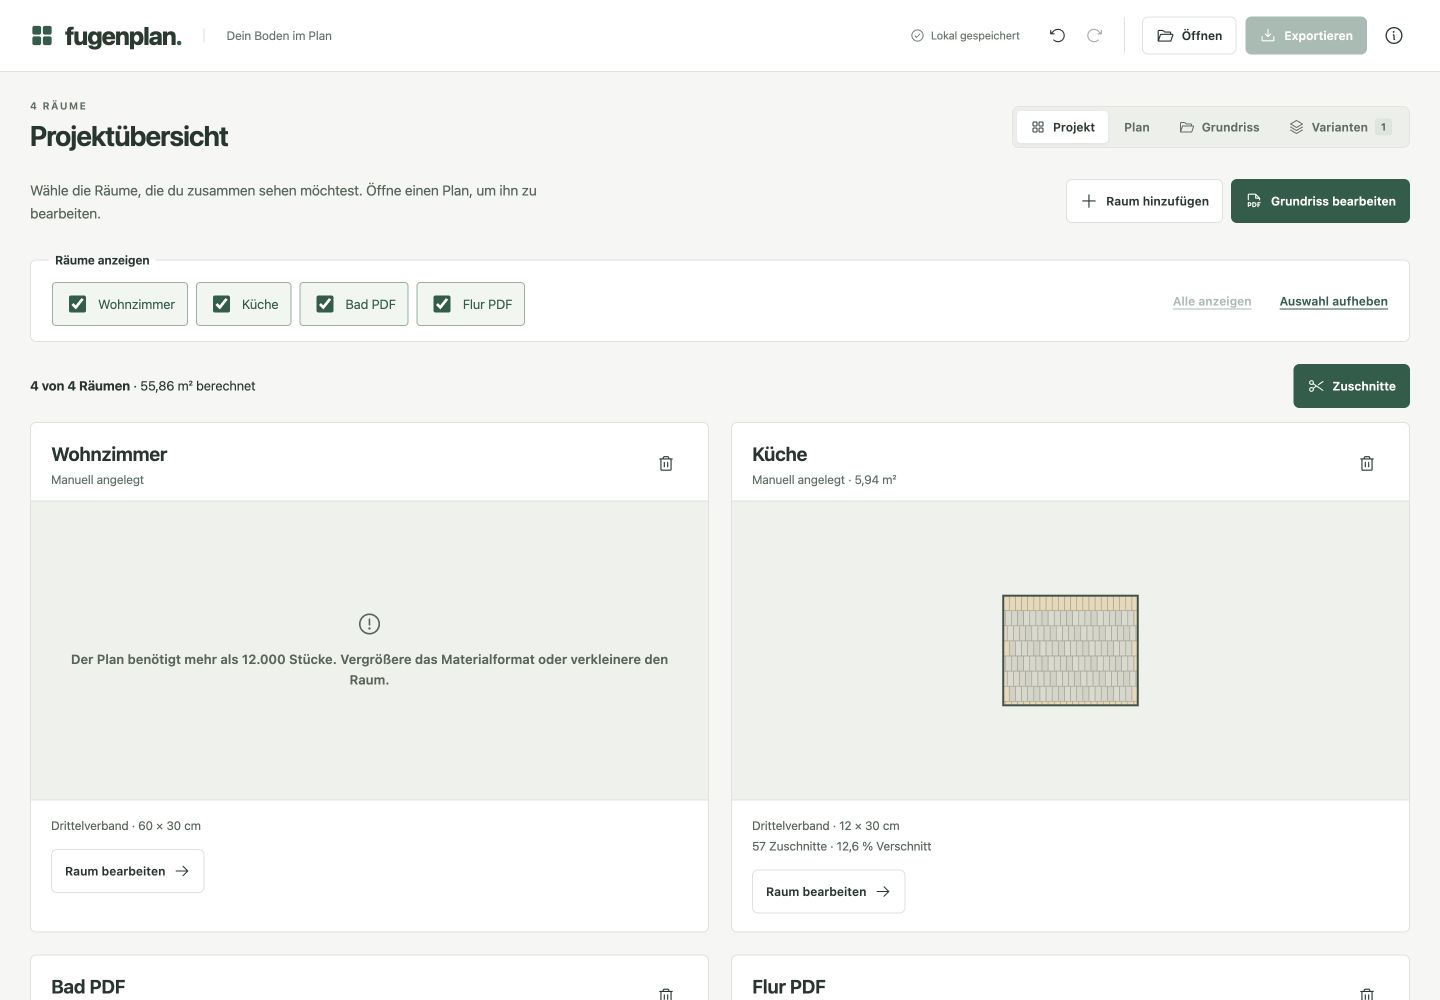 fugenplan.
Dein Boden im Plan
Lokal gespeichert
Öffnen
Exportieren
4 RÄUME
Projektübersicht
Projekt
Plan
Grundriss
Varianten 1
Wähle die Räume, die du zusammen sehen möchtest. Öffne einen Plan, um ihn zu
bearbeiten.
Raum hinzufügen
PDF Grundriss bearbeiten
Räume anzeigen
Wohnzimmer
Küche
Bad PDF
Flur PDF
Alle anzeigen
Auswahl aufheben
4 von 4 Räumen · 55,86 m² berechnet
Zuschnitte
Wohnzimmer
Manuell angelegt
Der Plan benötigt mehr als 12.000 Stücke. Vergrößere das Materialformat oder verkleinere den
Raum.
Drittelverband · 60 × 30 cm
Raum bearbeiten
Küche
Manuell angelegt · 5,94 m²
Drittelverband · 12 × 30 cm
57 Zuschnitte · 12,6 % Verschnitt
Raum bearbeiten
Bad PDF
Flur PDF